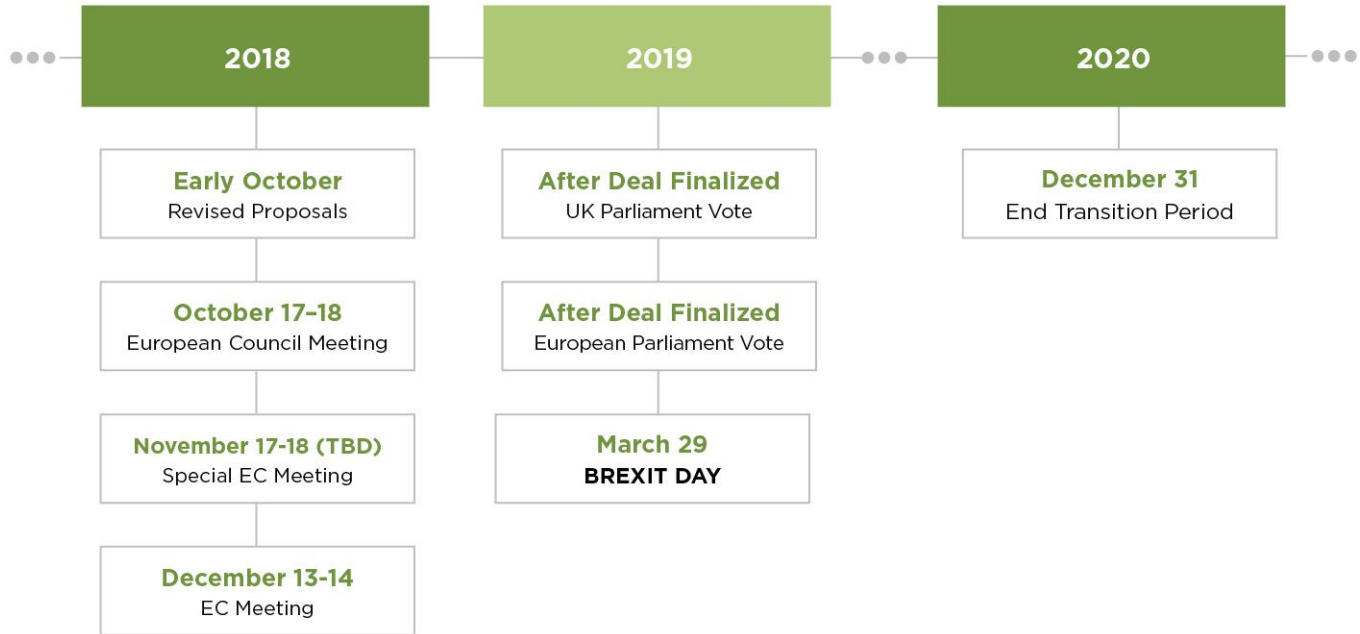 2018
Early October
Revised Proposals
October 17–18
European Council Meeting
November 17-18 (TBD)
Special EC Meeting
December 13-14
EC Meeting
2019
After Deal Finalized
UK Parliament Vote
After Deal Finalized
European Parliament Vote
March 29
BREXIT DAY
2020
December 31
End Transition Period